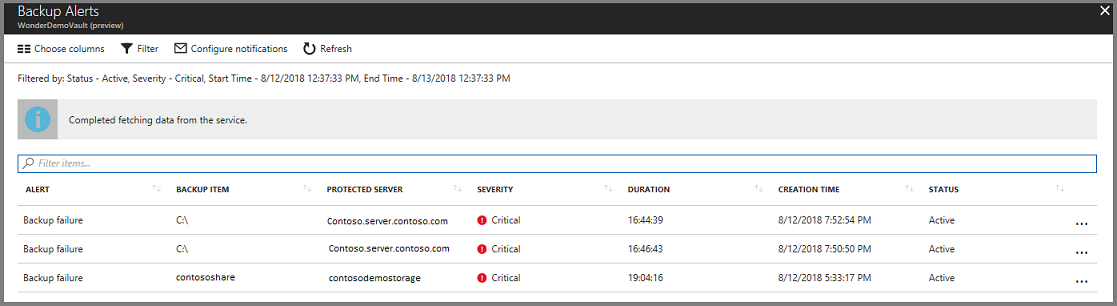 Backup Alerts
WonderDemoVault (preview)
Choose columns Filter Configure notifications Refresh
Filtered by: Status - Active, Severity - Critical, Start Time - 8/12/2018 12:37:33 PM, End Time - 8/13/2018 12:37:33 PM
Completed fetching data from the service.
Filter items...
ALERT BACKUP ITEM PROTECTED SERVER SEVERITY DURATION CREATION TIME STATUS
Backup failure C:\ Contoso.server.contoso.com Critical 16:44:39 8/12/2018 7:52:54 PM Active ...
Backup failure C:\ Contoso.server.contoso.com Critical 16:46:43 8/12/2018 7:50:50 PM Active ...
Backup failure contososhare contosodemostorage Critical 19:04:16 8/12/2018 5:33:17 PM Active ...